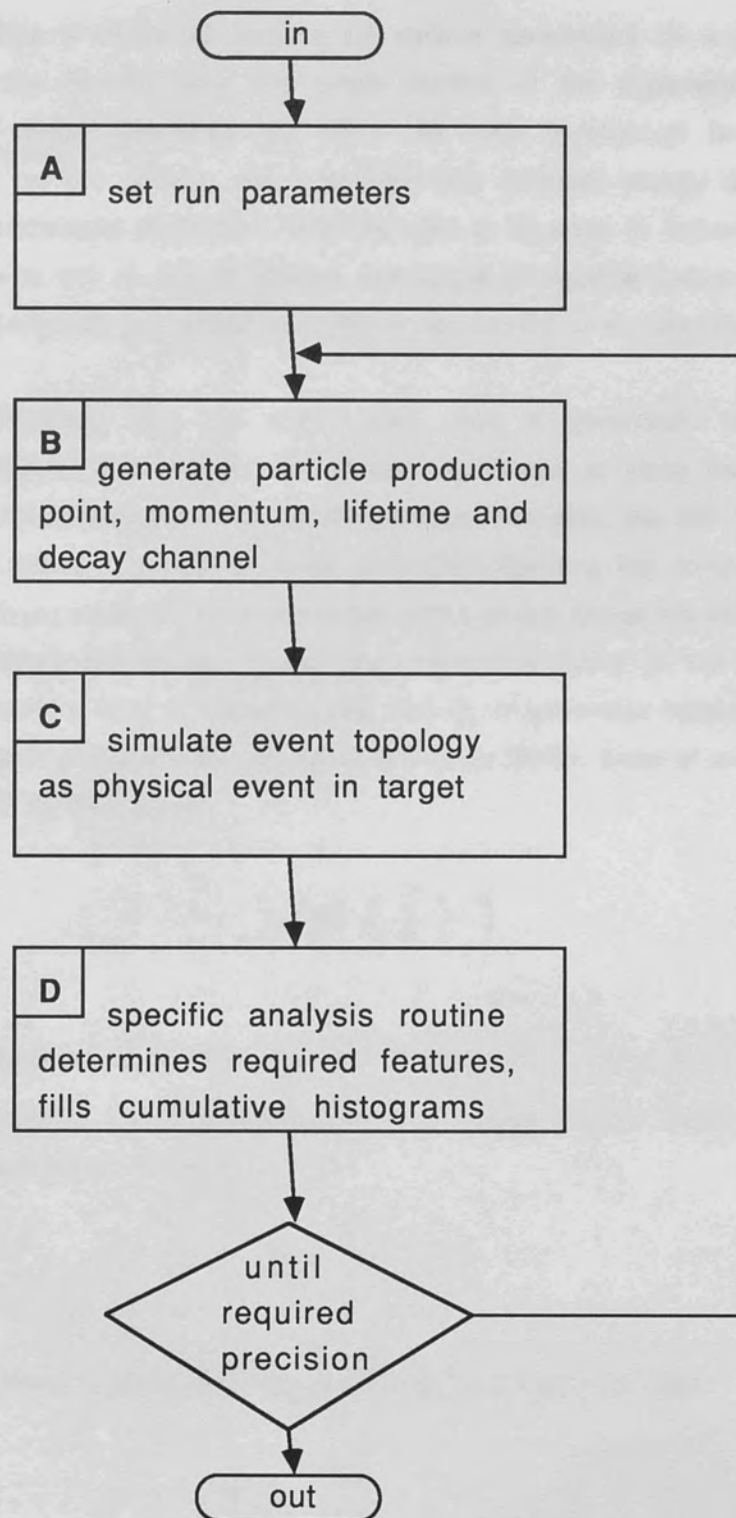 in
A
set run parameters
B
generate particle production
point, momentum, lifetime and
decay channel
C
simulate event topology
as physical event in target
D
specific analysis routine
determines required features,
fills cumulative histograms
until
required
precision
out